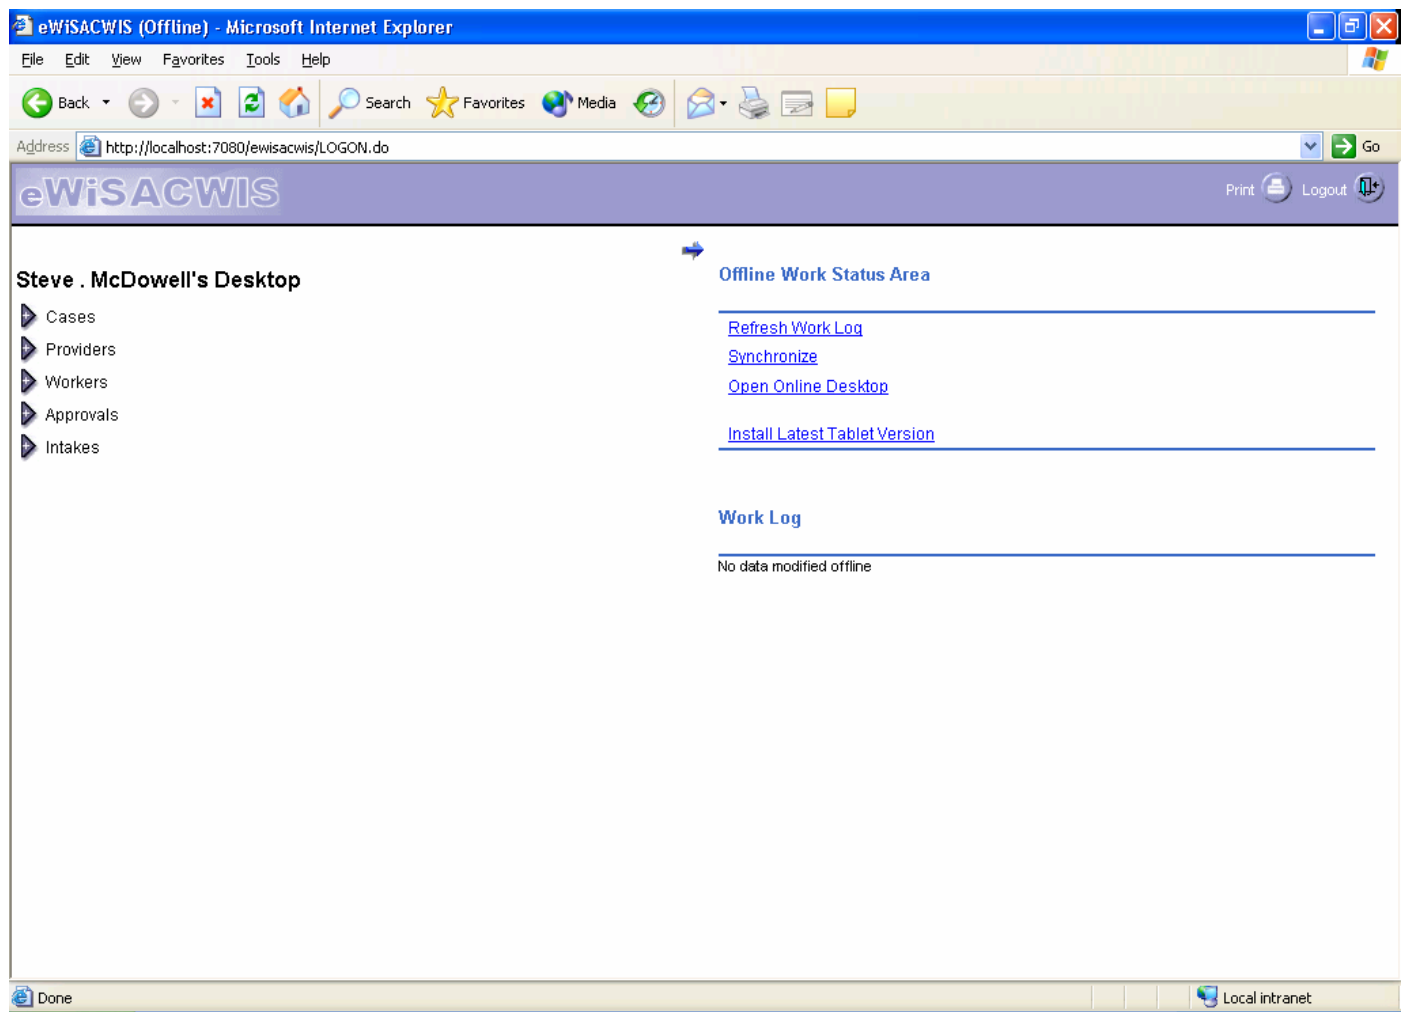 eWiSACWIS (Offline) - Microsoft Internet Explorer
File Edit View Favorites Tools Help
Back Search Favorites Media
Address http://localhost:7080/ewisacwis/LOGON.do Go
eWiSACWIS Print Logout
Steve . McDowell's Desktop
Cases
Providers
Workers
Approvals
Intakes
Offline Work Status Area
Refresh Work Log
Synchronize
Open Online Desktop
Install Latest Tablet Version
Work Log
No data modified offline
Done Local intranet